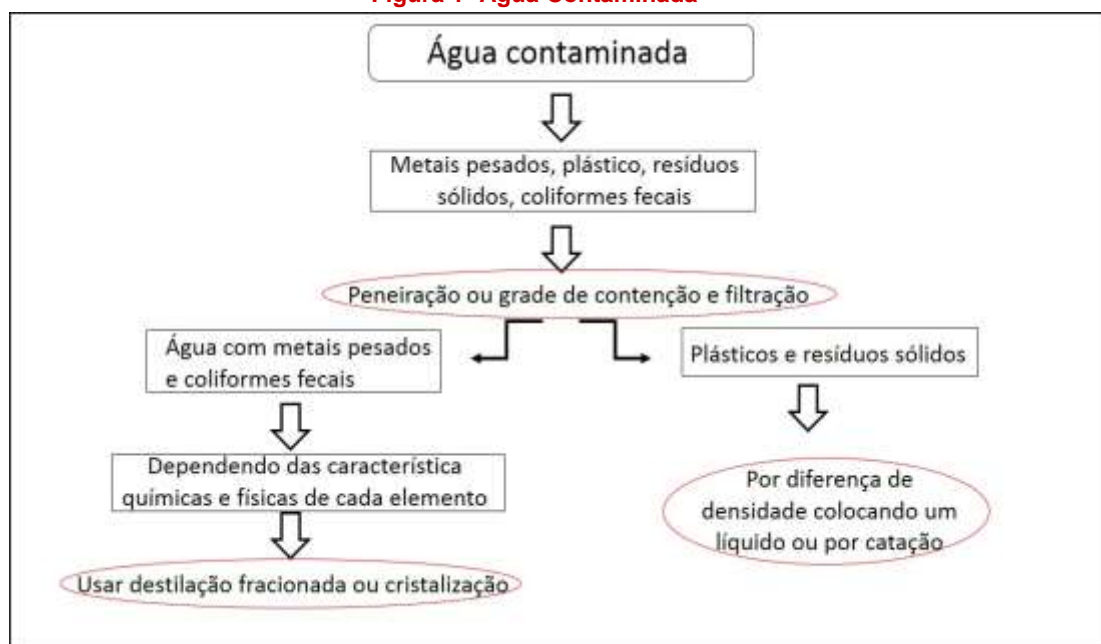 Figura 1- Água Contaminada
Água contaminada
Metais pesados, plástico, resíduos
sólidos, coliformes fecais
Peneiração ou grade de contenção e filtração
Água com metais pesados
e coliformes fecais
Plásticos e resíduos sólidos
Dependendo das característica
químicas e físicas de cada elemento
Por diferença de
densidade colocando um
líquido ou por catação
Usar destilação fracionada ou cristalização